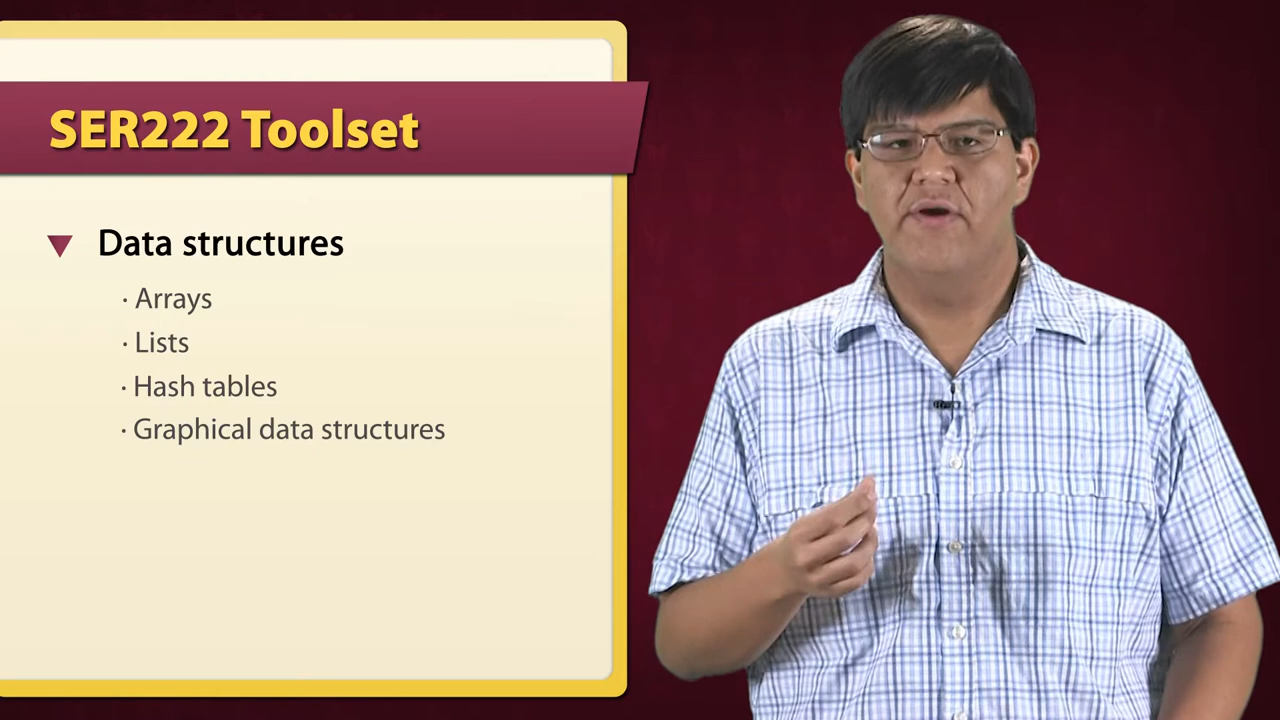 SER222 Toolset
▼ Data structures
· Arrays
· Lists
· Hash tables
· Graphical data structures